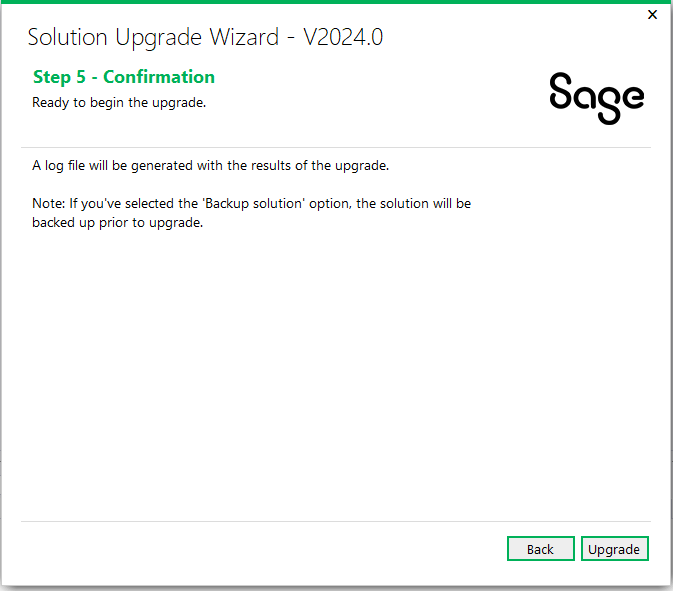 Solution Upgrade Wizard - V2024.0
Step 5 - Confirmation
Ready to begin the upgrade.
Sage
A log file will be generated with the results of the upgrade.
Note: If you've selected the 'Backup solution' option, the solution will be
backed up prior to upgrade.
Back
Upgrade